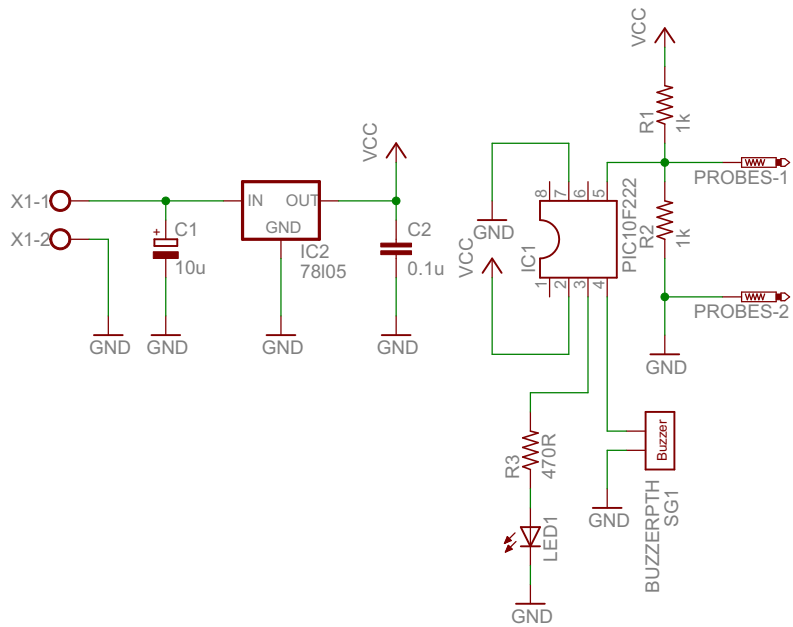 X1-1
X1-2
GND
+
C1
10u
GND
IN
OUT
GND
IC2
78l05
GND
VCC
C2
0.1u
GND
VCC
R1
1k
PROBES-1
R2
1k
PROBES-2
GND
GND
VCC
8
7
6
5
IC1
PIC10F222
1
2
3
4
R3
470R
LED1
GND
Buzzer
GND
BUZZERPTH
SG1